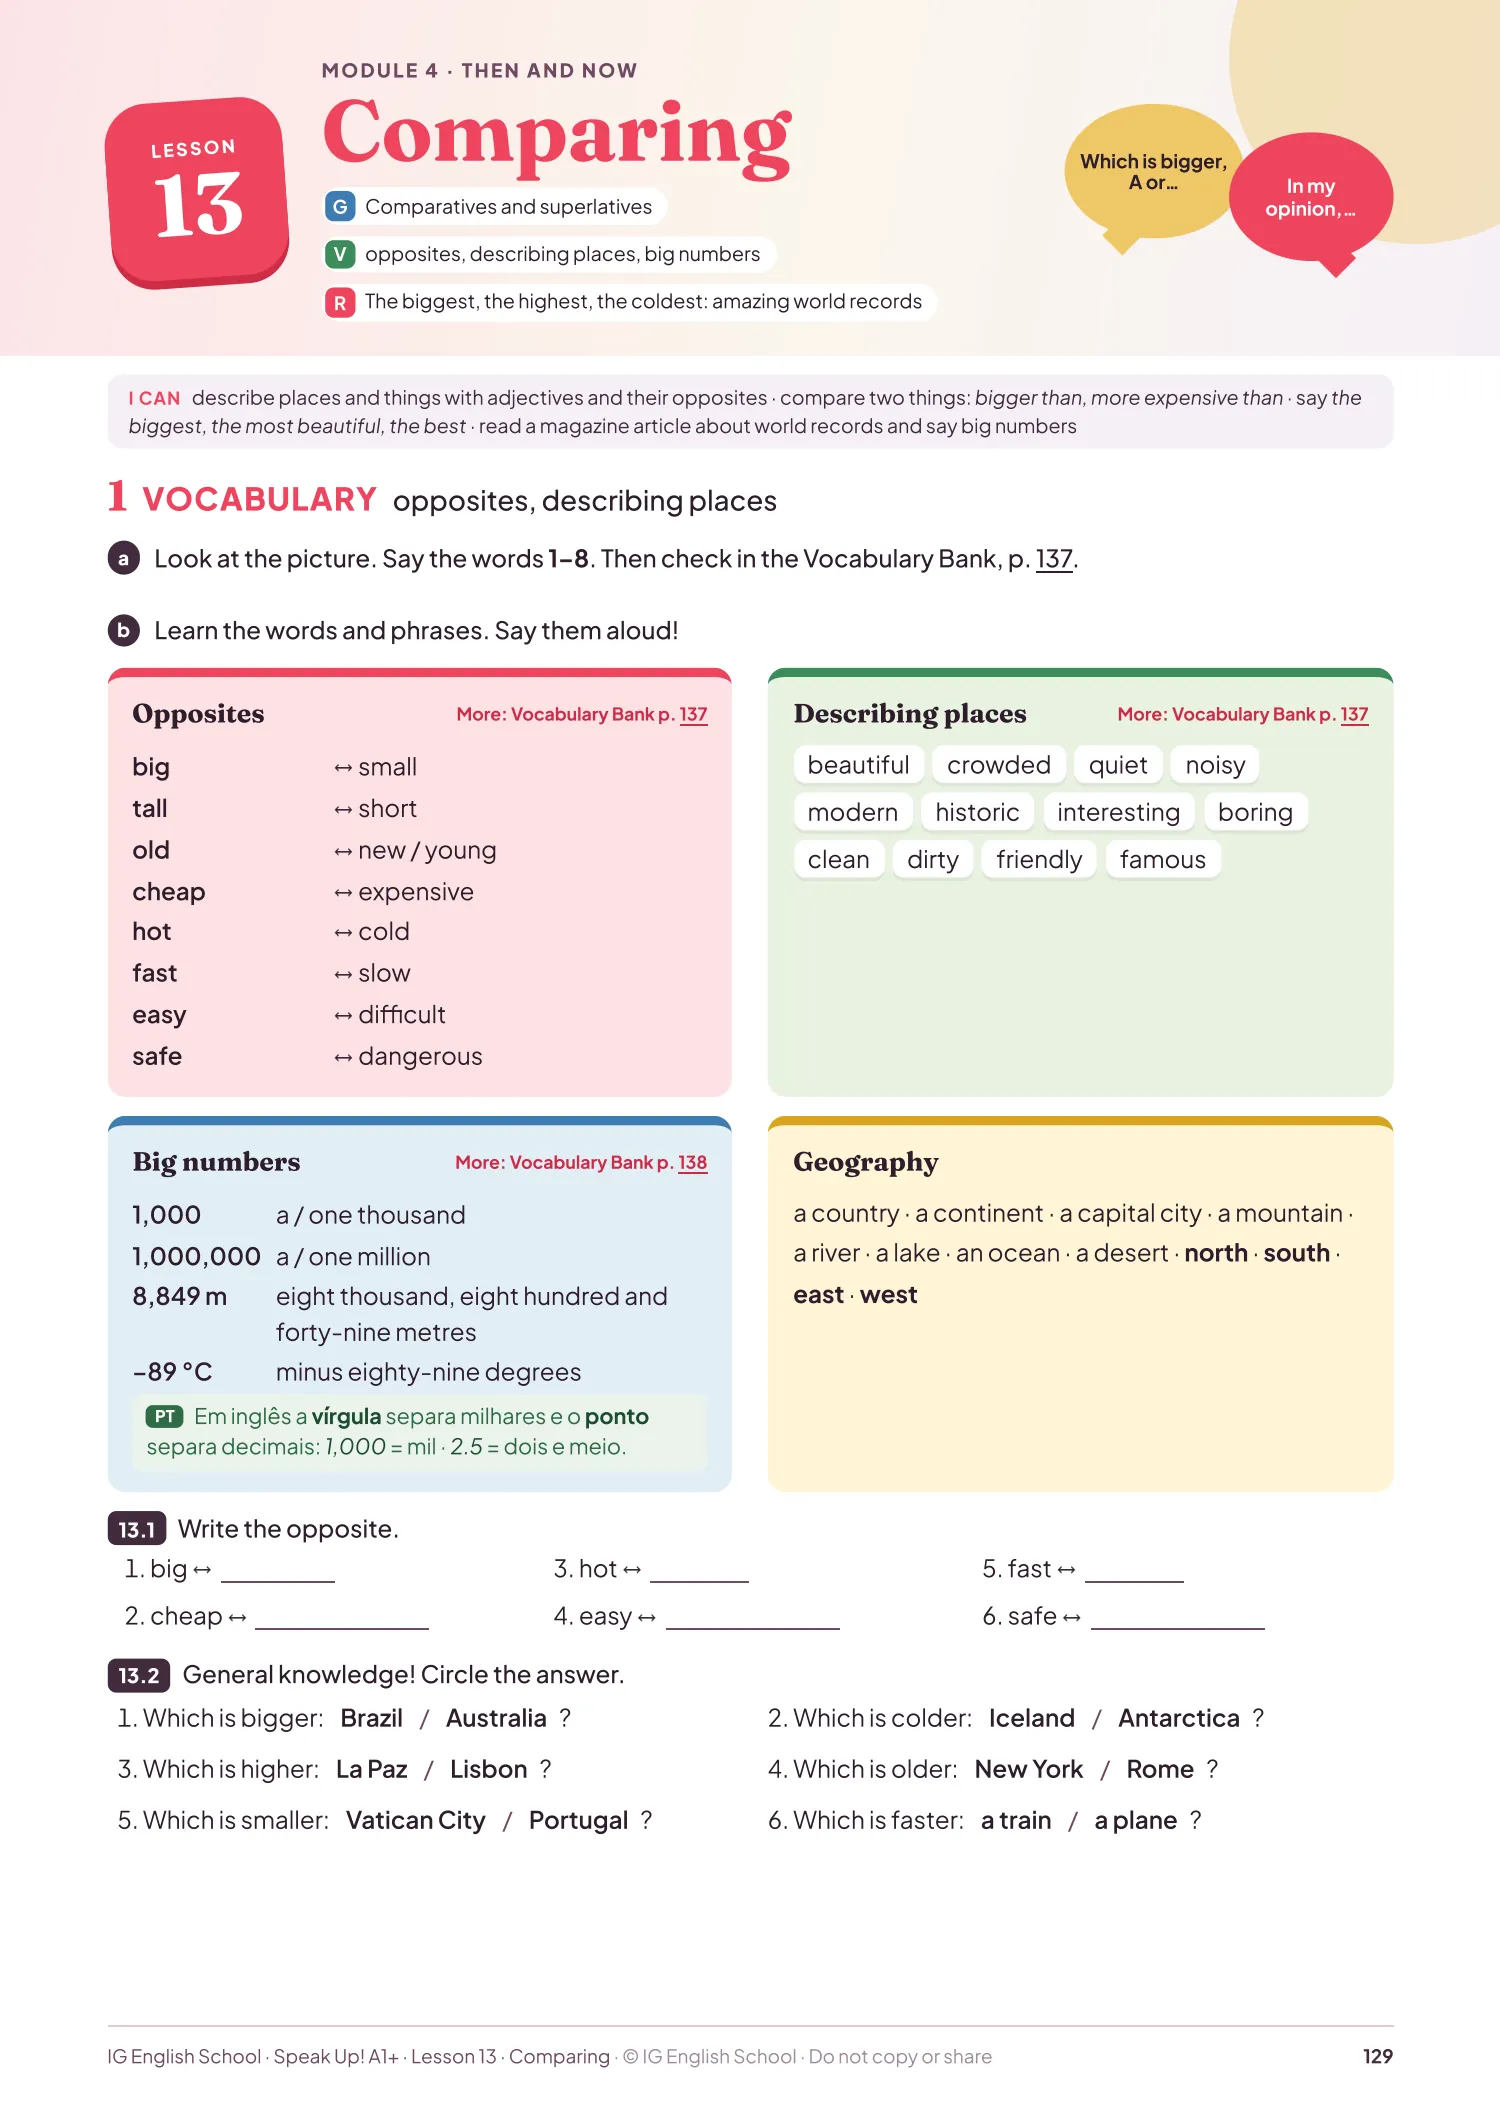 MODULE 4 · THEN AND NOW
LESSON
13
Comparing
G Comparatives and superlatives
V opposites, describing places, big numbers
R The biggest, the highest, the coldest: amazing world records
Which is bigger,
A or...
In my
opinion, ...
I CAN describe places and things with adjectives and their opposites · compare two things: bigger than, more expensive than · say the
biggest, the most beautiful, the best · read a magazine article about world records and say big numbers
1 VOCABULARY opposites, describing places
a Look at the picture. Say the words 1–8. Then check in the Vocabulary Bank, p. 137.
b Learn the words and phrases. Say them aloud!
Opposites More: Vocabulary Bank p. 137
big ↔ small
tall ↔ short
old ↔ new / young
cheap ↔ expensive
hot ↔ cold
fast ↔ slow
easy ↔ difficult
safe ↔ dangerous
Describing places More: Vocabulary Bank p. 137
beautiful crowded quiet noisy
modern historic interesting boring
clean dirty friendly famous
Big numbers More: Vocabulary Bank p. 138
1,000 a / one thousand
1,000,000 a / one million
8,849 m eight thousand, eight hundred and
forty-nine metres
−89 °C minus eighty-nine degrees
PT Em inglês a vírgula separa milhares e o ponto
separa decimais: 1,000 = mil · 2.5 = dois e meio.
Geography
a country · a continent · a capital city · a mountain ·
a river · a lake · an ocean · a desert · north · south ·
east · west
13.1 Write the opposite.
1. big ↔ ________ 3. hot ↔ ________ 5. fast ↔ ________
2. cheap ↔ ________ 4. easy ↔ ________ 6. safe ↔ ________
13.2 General knowledge! Circle the answer.
1. Which is bigger: Brazil / Australia ? 2. Which is colder: Iceland / Antarctica ?
3. Which is higher: La Paz / Lisbon ? 4. Which is older: New York / Rome ?
5. Which is smaller: Vatican City / Portugal ? 6. Which is faster: a train / a plane ?
IG English School · Speak Up! A1+ · Lesson 13 · Comparing · © IG English School · Do not copy or share 129